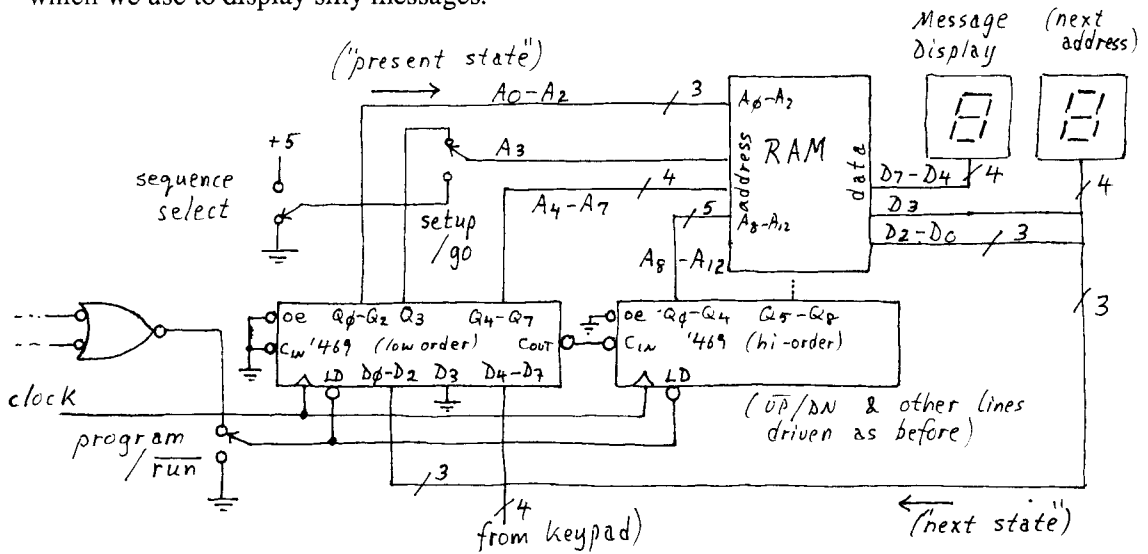 which we use to display silly messages.
Message (next
Display address)
("present state")
A0-A2 3
Aϕ-A2
RAM
address
data
+5
A3
sequence
select
setup
/go
4
A4-A7
5
A8-A12
A8-A12
D7-D4 4
D3
D2-D0 3
4
3
OE Qϕ-Q2 Q3 Q4-Q7
CIN '469 (low order) COUT
Dϕ-D2 D3 D4-D7
LD
OE Qϕ-Q4 Q5-Q8
CIN '469 (hi-order)
LD
clock
program
/ run
(UP/DN & other lines
driven as before)
3
4
from keypad)
("next state")